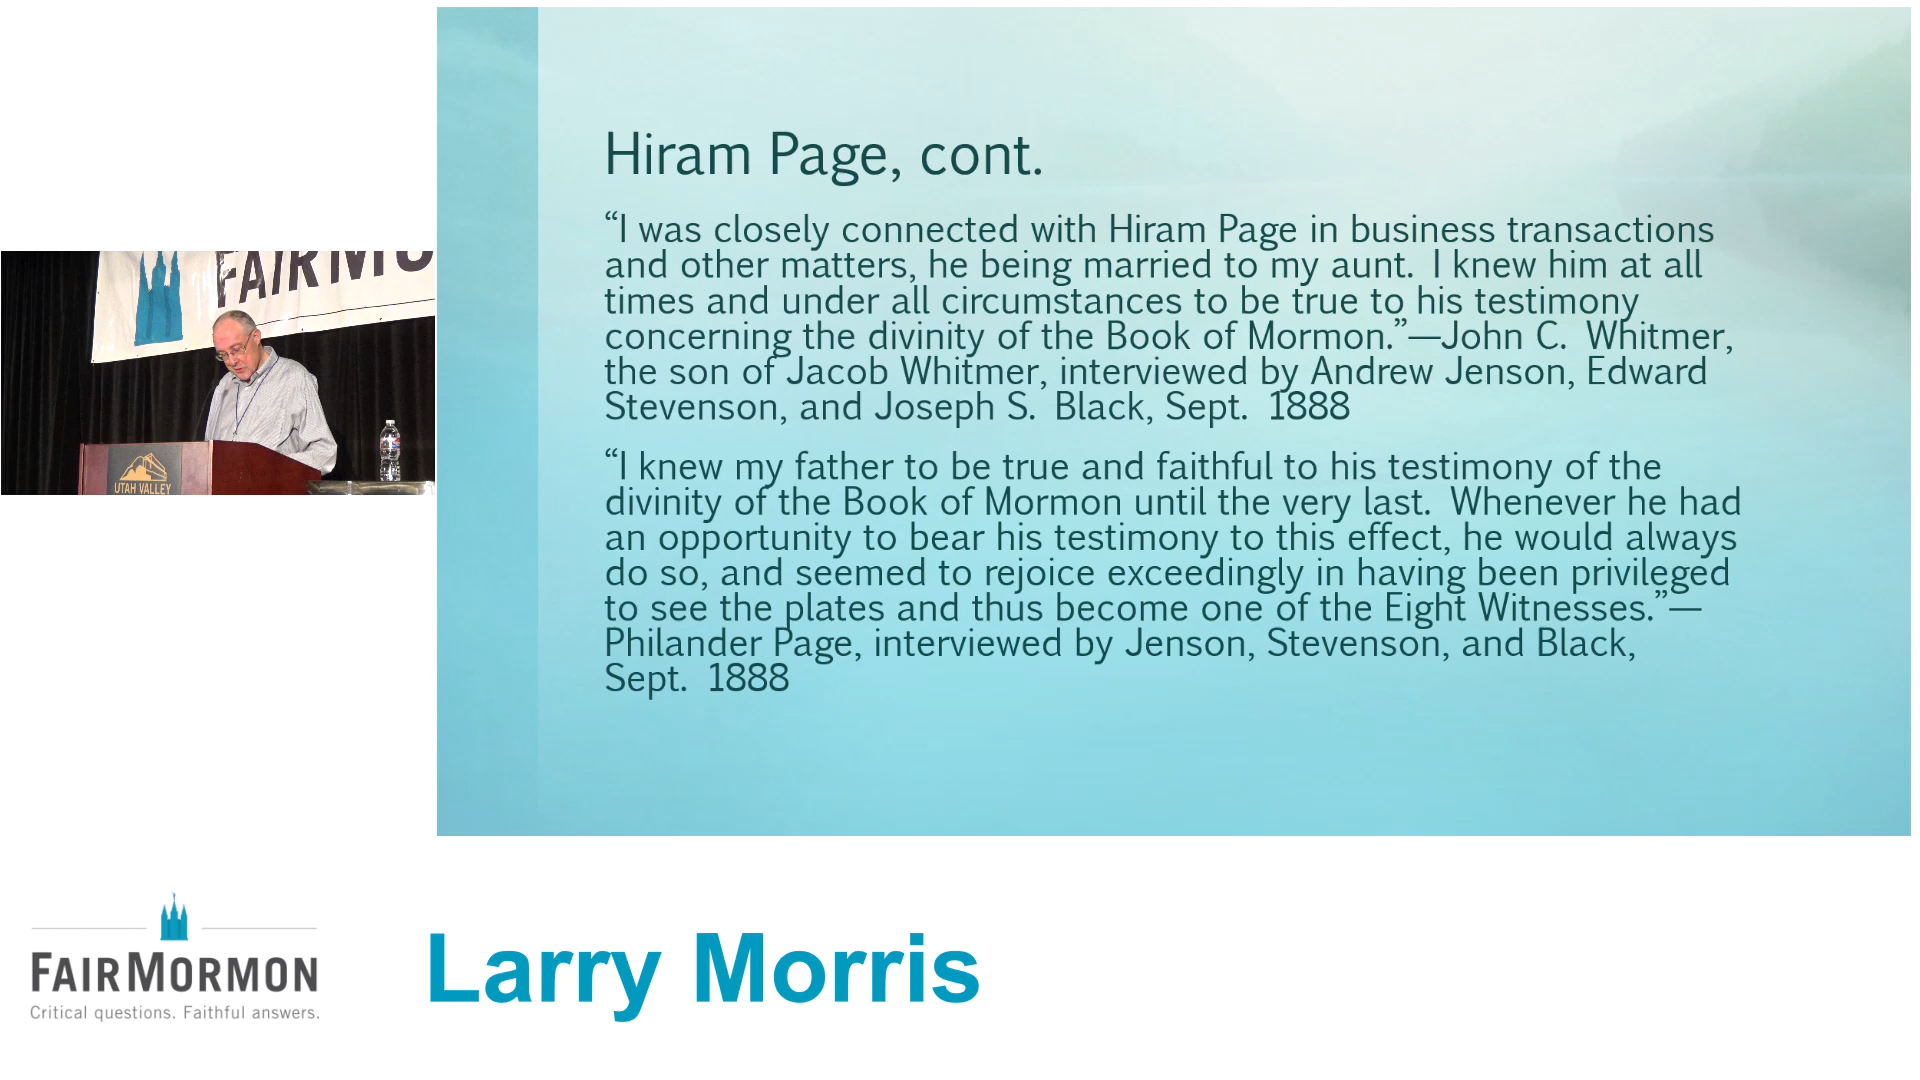 Hiram Page, cont.
“I was closely connected with Hiram Page in business transactions
and other matters, he being married to my aunt. I knew him at all
times and under all circumstances to be true to his testimony
concerning the divinity of the Book of Mormon.”—John C. Whitmer,
the son of Jacob Whitmer, interviewed by Andrew Jenson, Edward
Stevenson, and Joseph S. Black, Sept. 1888
“I knew my father to be true and faithful to his testimony of the
divinity of the Book of Mormon until the very last. Whenever he had
an opportunity to bear his testimony to this effect, he would always
do so, and seemed to rejoice exceedingly in having been privileged
to see the plates and thus become one of the Eight Witnesses.”—
Philander Page, interviewed by Jenson, Stevenson, and Black,
Sept. 1888
FAIRMO
UTAH VALLEY
FAIRMORMON
Critical questions. Faithful answers.
Larry Morris